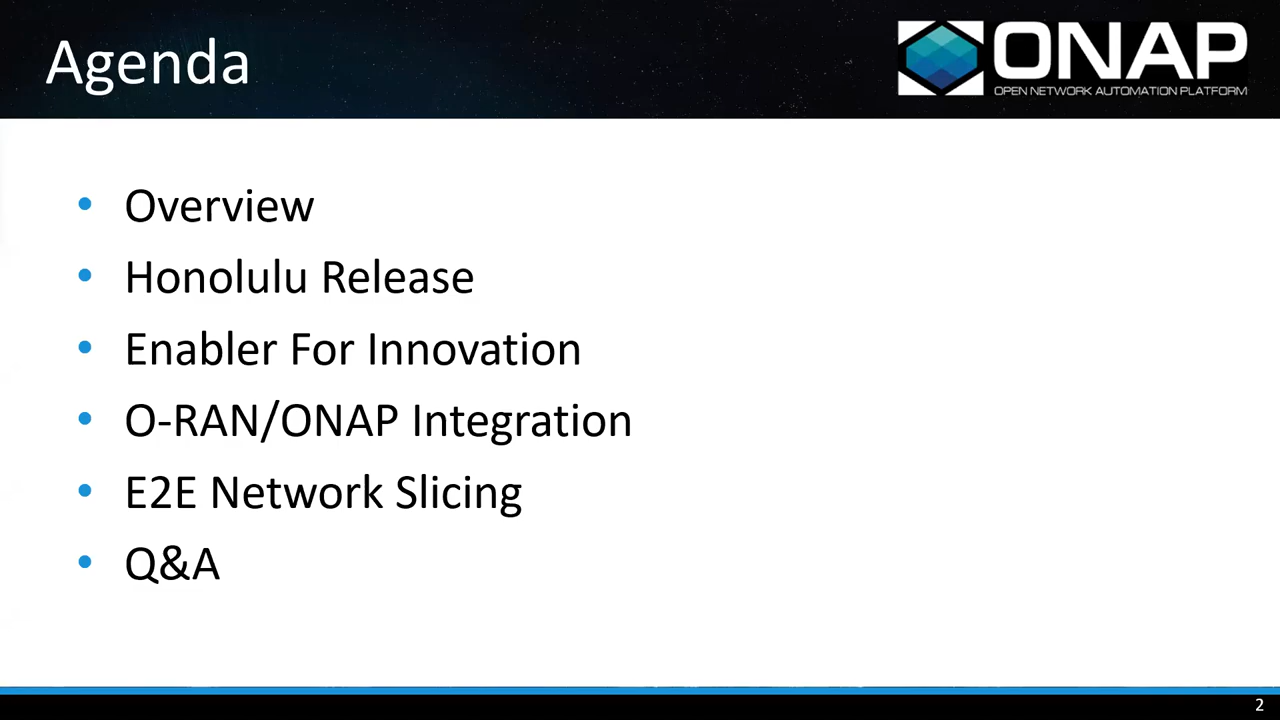 Agenda
ONAP
OPEN NETWORK AUTOMATION PLATFORM
• Overview
• Honolulu Release
• Enabler For Innovation
• O-RAN/ONAP Integration
• E2E Network Slicing
• Q&A
2